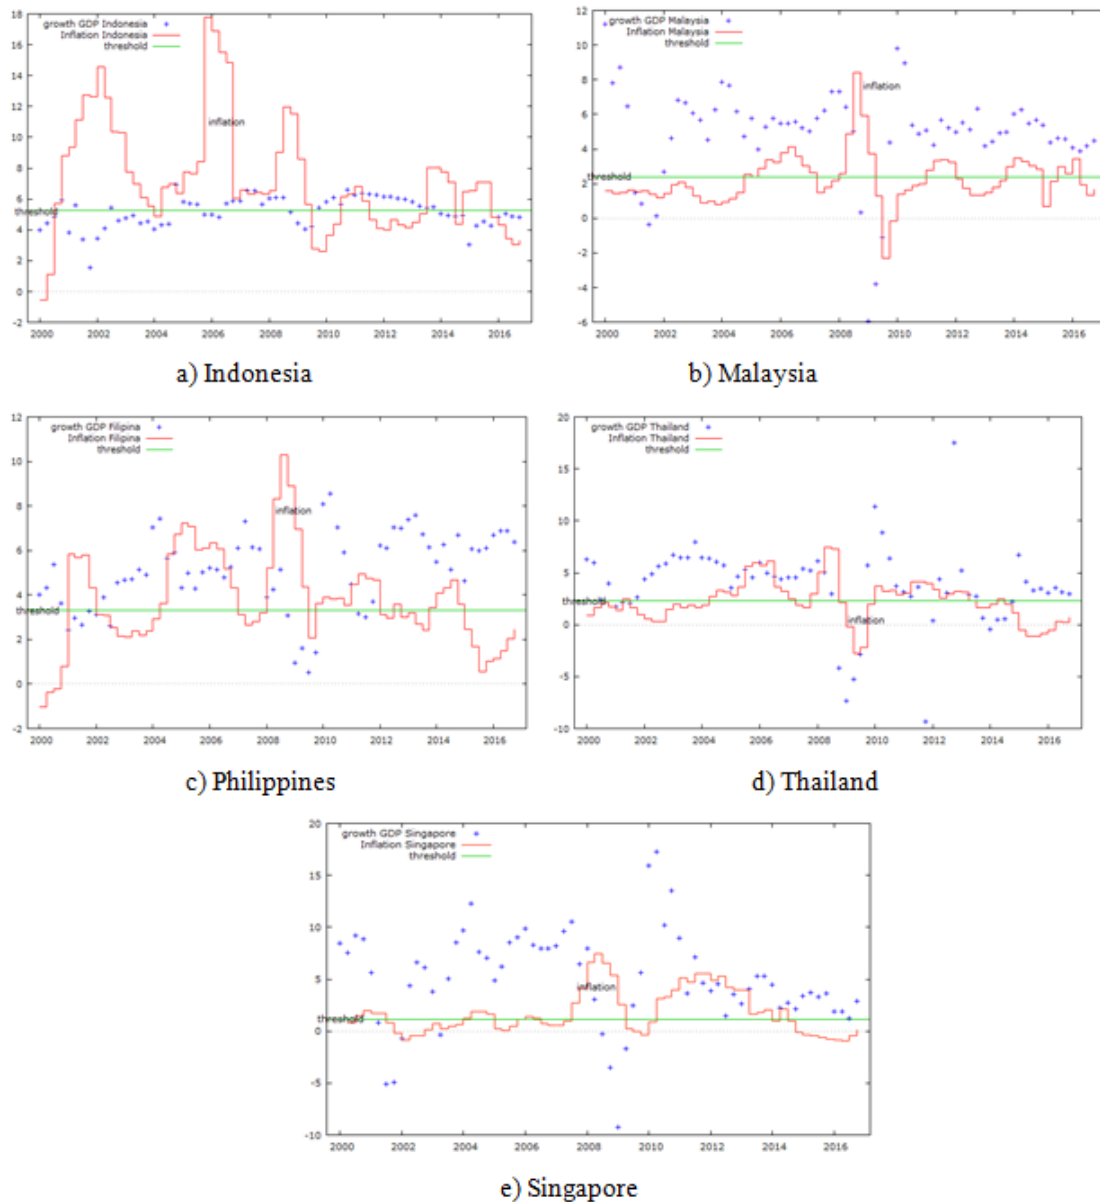 growth GDP Indonesia
Inflation Indonesia
threshold
18
16
14
12
10
8
6
4
2
0
-2
inflation
threshold
2000 2002 2004 2006 2008 2010 2012 2014 2016
a) Indonesia
growth GDP Malaysia
Inflation Malaysia
threshold
12
10
8
6
4
2
0
-2
-4
-6
inflation
threshold
2000 2002 2004 2006 2008 2010 2012 2014 2016
b) Malaysia
growth GDP Filipina
Inflation Filipina
threshold
12
10
8
6
4
2
0
-2
inflation
threshold
2000 2002 2004 2006 2008 2010 2012 2014 2016
c) Philippines
growth GDP Thailand
Inflation Thailand
threshold
20
15
10
5
0
-5
-10
threshold
inflation
2000 2002 2004 2006 2008 2010 2012 2014 2016
d) Thailand
growth GDP Singapore
Inflation Singapore
threshold
20
15
10
5
0
-5
-10
inflation
threshold
2000 2002 2004 2006 2008 2010 2012 2014 2016
e) Singapore